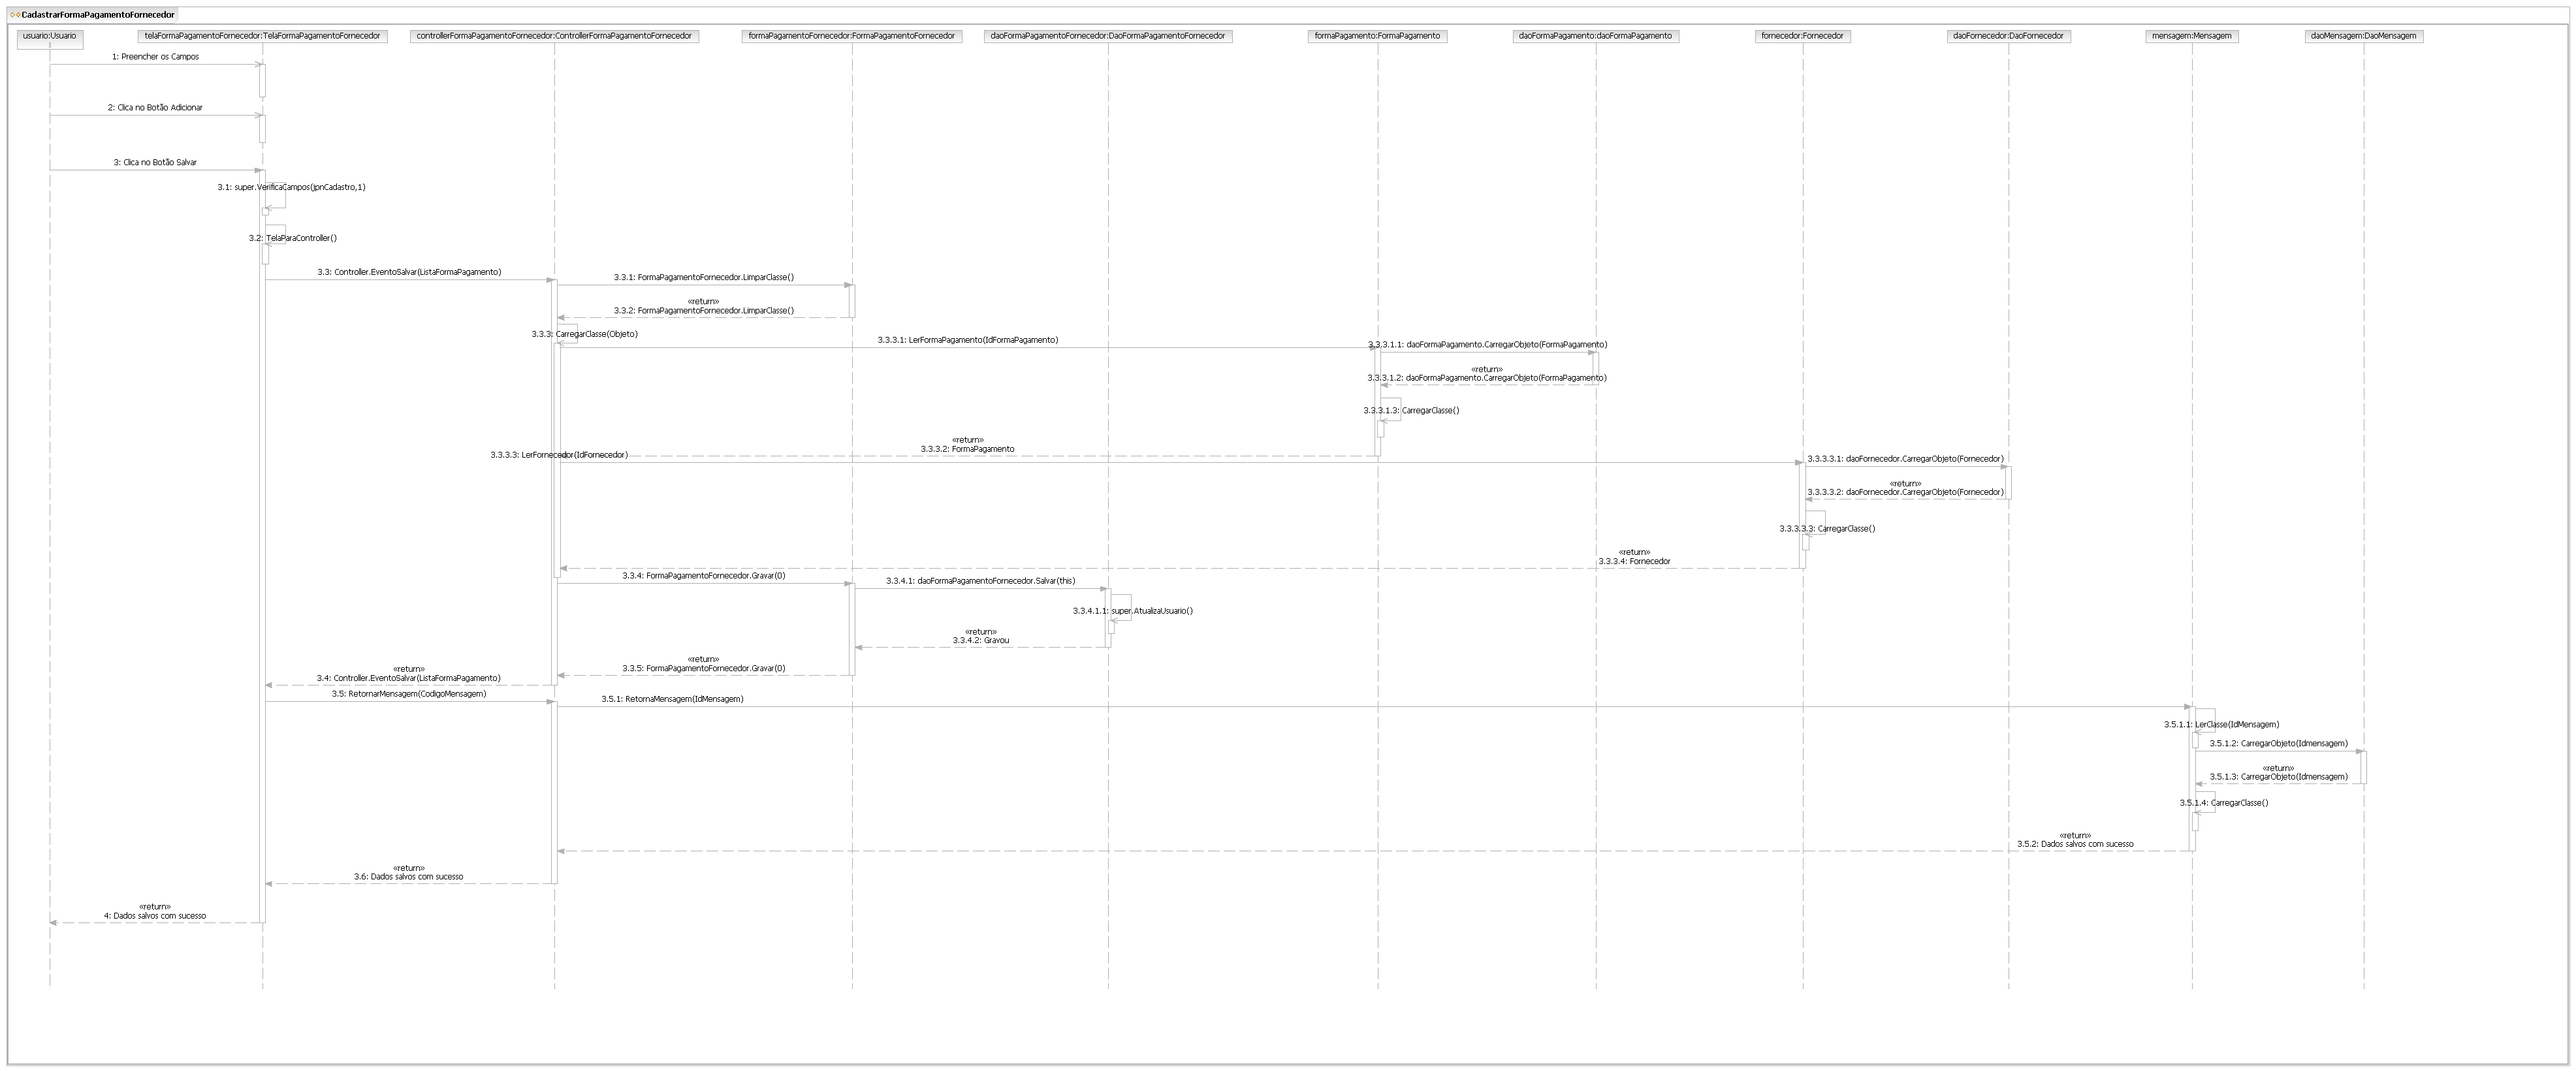 CadastrarFormaPagamentoFornecedor
usuario:Usuario
telaFormaPagamentoFornecedor:TelaFormaPagamentoFornecedor
controllerFormaPagamentoFornecedor:ControllerFormaPagamentoFornecedor
formaPagamentoFornecedor:FormaPagamentoFornecedor
daoFormaPagamentoFornecedor:DaoFormaPagamentoFornecedor
formaPagamento:FormaPagamento
daoFormaPagamento:daoFormaPagamento
fornecedor:Fornecedor
daoFornecedor:DaoFornecedor
mensagem:Mensagem
daoMensagem:DaoMensagem
1: Preencher os Campos
2: Clica no Botão Adicionar
3: Clica no Botão Salvar
3.1: super.VerificaCampos(jpnCadastro,1)
3.2: TelaParaController()
3.3: Controller.EventoSalvar(ListaFormaPagamento)
3.3.1: FormaPagamentoFornecedor.LimparClasse()
«return»
3.3.2: FormaPagamentoFornecedor.LimparClasse()
3.3.3: CarregarClasse(Objeto)
3.3.3.1: LerFormaPagamento(IdFormaPagamento)
3.3.3.1.1: daoFormaPagamento.CarregarObjeto(FormaPagamento)
«return»
3.3.3.1.2: daoFormaPagamento.CarregarObjeto(FormaPagamento)
3.3.3.1.3: CarregarClasse()
«return»
3.3.3.2: FormaPagamento
3.3.3.3: LerFornecedor(IdFornecedor)
3.3.3.3.1: daoFornecedor.CarregarObjeto(Fornecedor)
«return»
3.3.3.3.2: daoFornecedor.CarregarObjeto(Fornecedor)
3.3.3.3.3: CarregarClasse()
«return»
3.3.3.4: Fornecedor
3.3.4: FormaPagamentoFornecedor.Gravar(0)
3.3.4.1: daoFormaPagamentoFornecedor.Salvar(this)
3.3.4.1.1: super.AtualizaUsuario()
«return»
3.3.4.2: Gravou
«return»
3.3.5: FormaPagamentoFornecedor.Gravar(0)
«return»
3.4: Controller.EventoSalvar(ListaFormaPagamento)
3.5: RetornarMensagem(CodigoMensagem)
3.5.1: RetornaMensagem(IdMensagem)
3.5.1.1: LerClasse(IdMensagem)
3.5.1.2: CarregarObjeto(Idmensagem)
«return»
3.5.1.3: CarregarObjeto(Idmensagem)
3.5.1.4: CarregarClasse()
«return»
3.5.2: Dados salvos com sucesso
«return»
3.6: Dados salvos com sucesso
«return»
4: Dados salvos com sucesso